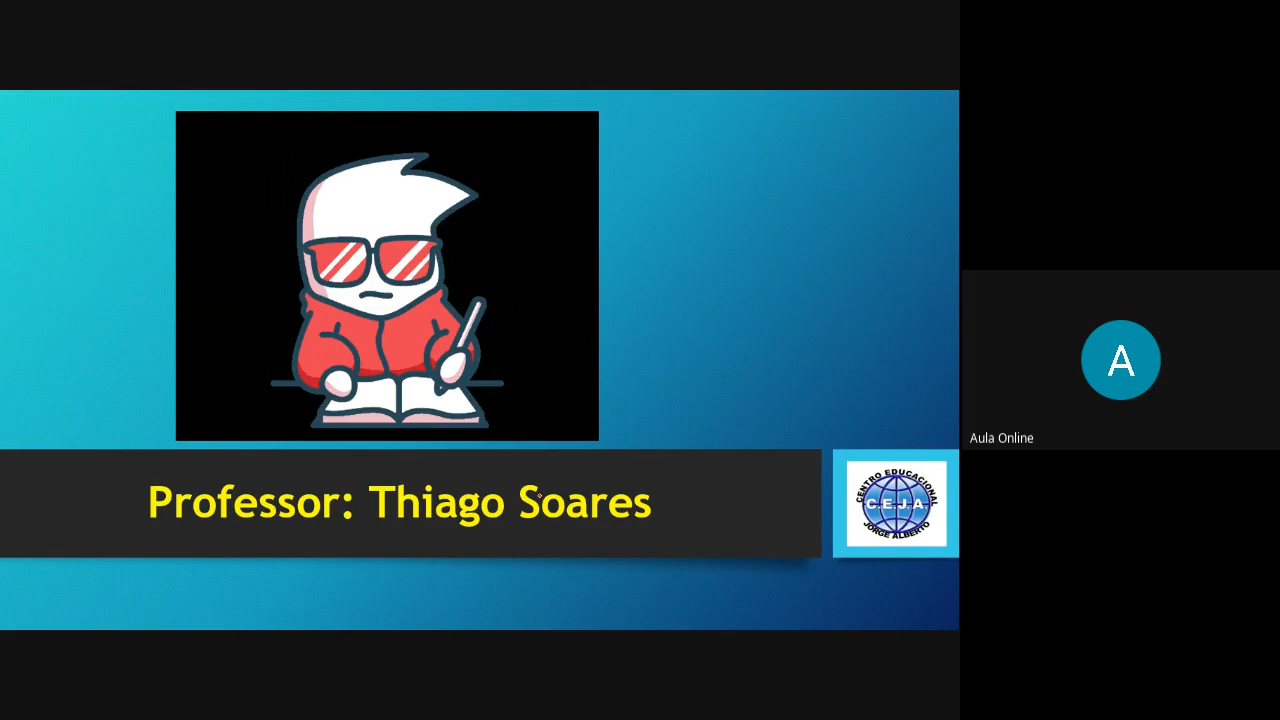 Professor: Thiago Soares
CENTRO EDUCACIONAL
C.E.J.A.
JORGE ALBERTO
A
Aula Online